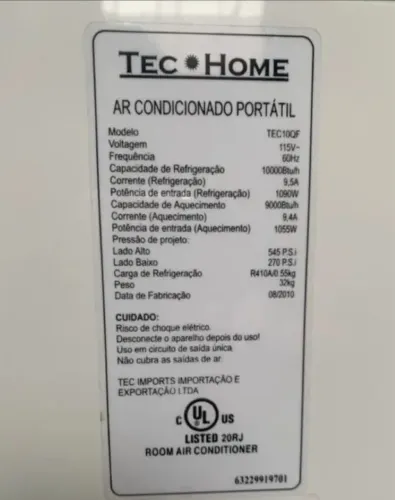 TEC HOME
AR CONDICIONADO PORTÁTIL
Modelo TEC10QF
Voltagem 115V~
Frequência 60Hz
Capacidade de Refrigeração 10000Btu/h
Corrente (Refrigeração) 9,5A
Potência de entrada (Refrigeração) 1090W
Capacidade de Aquecimento 9000Btu/h
Corrente (Aquecimento) 9,4A
Potência de entrada (Aquecimento) 1055W
Pressão de projeto:
Lado Alto 545 P.S.i
Lado Baixo 270 P.S.i
Carga de Refrigeração R410A/0.55kg
Peso 32kg
Data de Fabricação 08/2010
CUIDADO:
Risco de choque elétrico.
Desconecte o aparelho depois do uso!
Uso em circuito de saída única.
Não cubra as saídas de ar.
TEC IMPORTS IMPORTAÇÃO E
EXPORTAÇÃO LTDA
C UL US
LISTED 20RJ
ROOM AIR CONDITIONER
63229919701